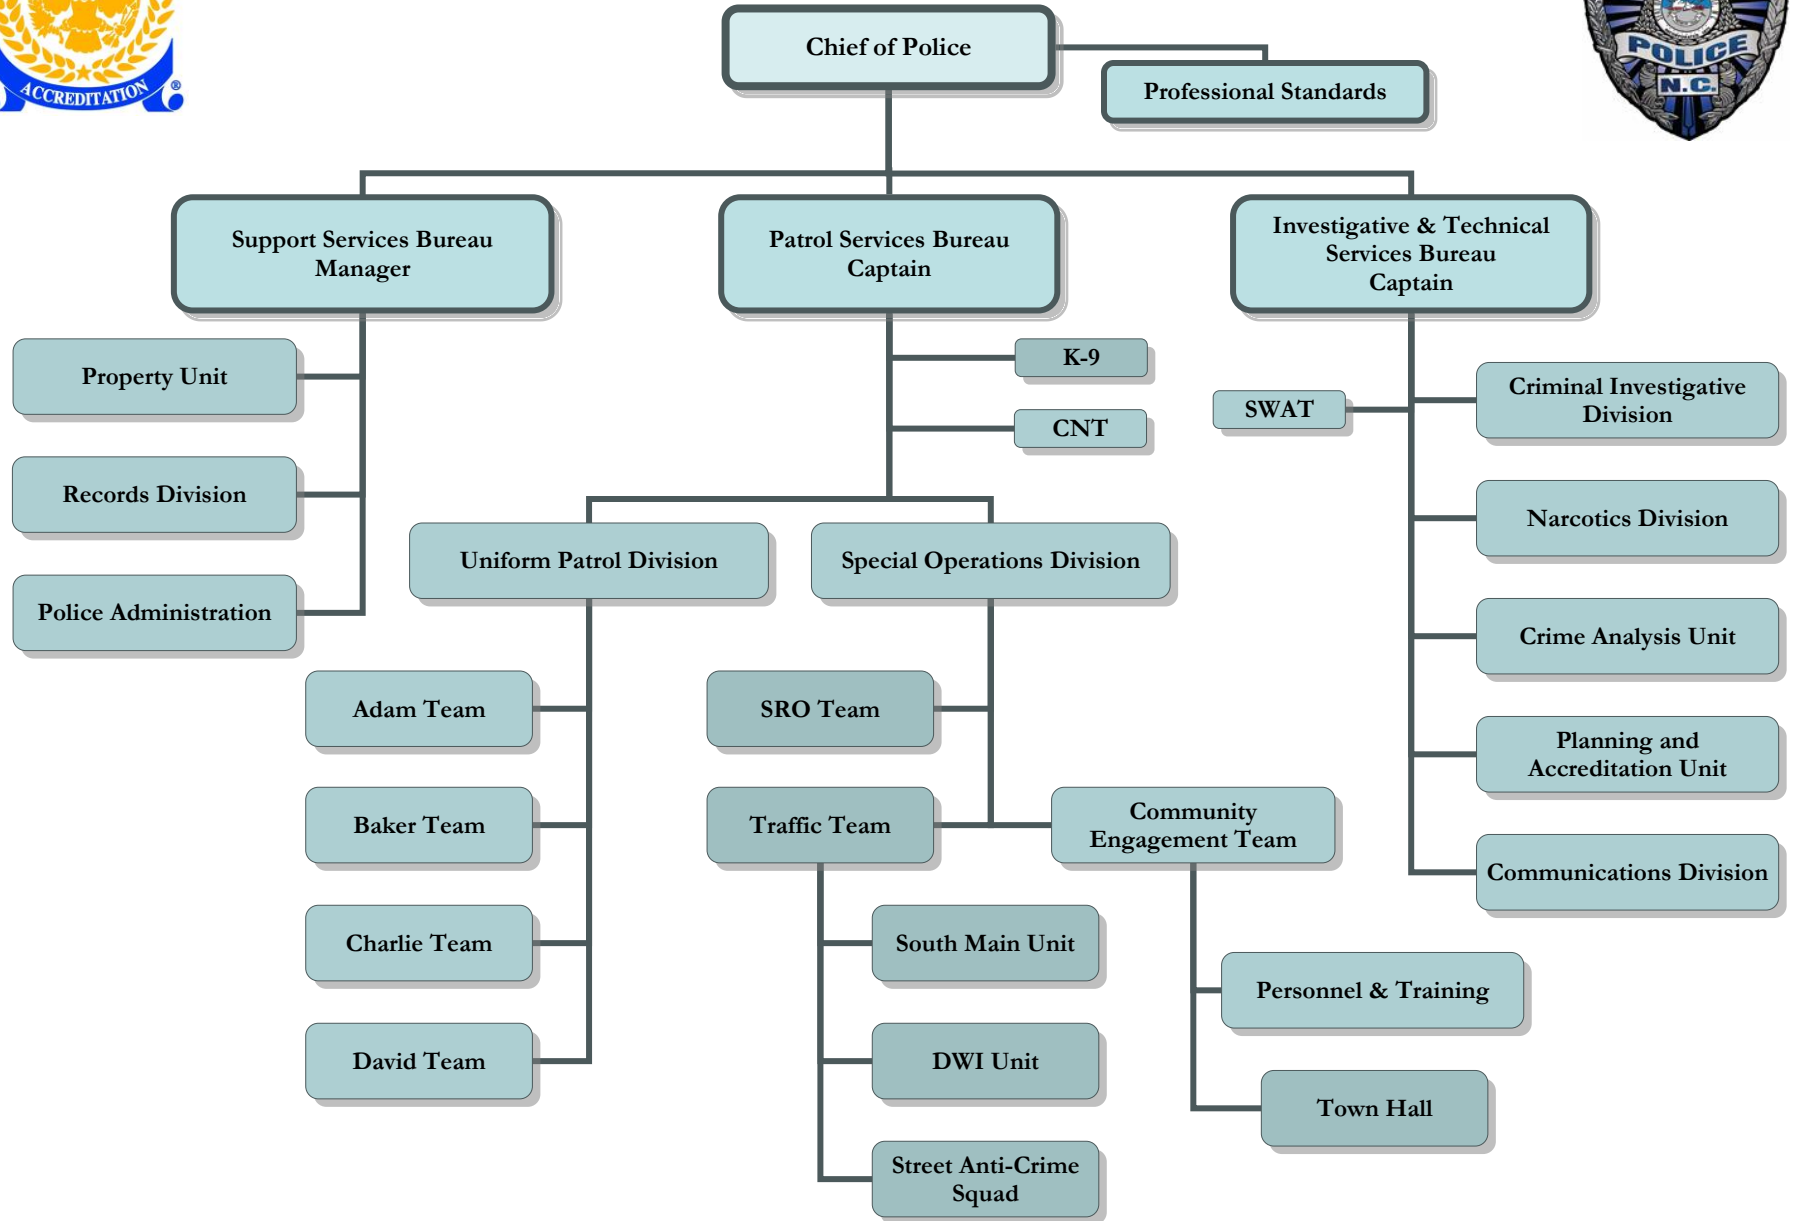 ACCREDITATION
®
POLICE
N.C.
Chief of Police
Professional Standards
Support Services Bureau
Manager
Patrol Services Bureau
Captain
Investigative & Technical
Services Bureau
Captain
Property Unit
Records Division
Police Administration
K-9
CNT
SWAT
Criminal Investigative
Division
Narcotics Division
Crime Analysis Unit
Planning and
Accreditation Unit
Communications Division
Uniform Patrol Division
Special Operations Division
Adam Team
Baker Team
Charlie Team
David Team
SRO Team
Traffic Team
Community
Engagement Team
South Main Unit
DWI Unit
Street Anti-Crime
Squad
Personnel & Training
Town Hall